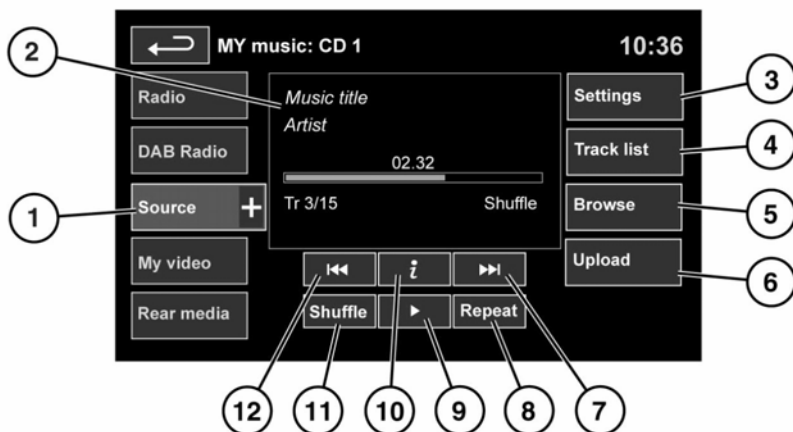 MY music: CD 1
10:36
2
3
Radio
Music title
Settings
Artist
DAB Radio
02.32
Track list
4
1
Source +
Tr 3/15
Shuffle
Browse
5
My video
i
Upload
6
Rear media
Shuffle
Repeat
12
11
10
9
8
7